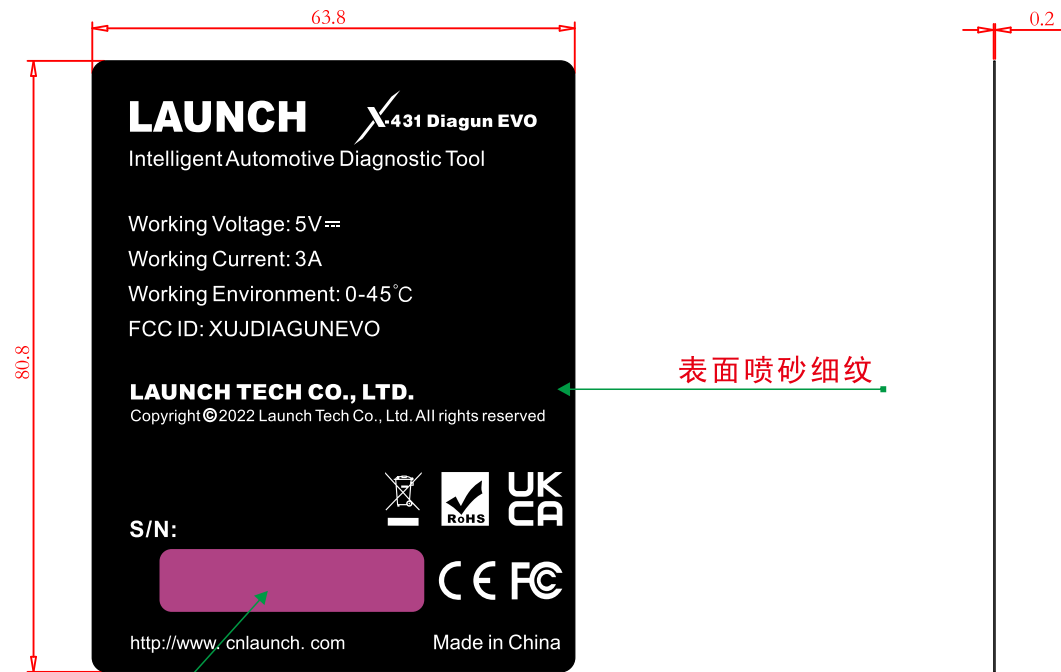 63.8
0.2
LAUNCH
X-431 Diagun EVO
Intelligent Automotive Diagnostic Tool
Working Voltage: 5V⎓
Working Current: 3A
Working Environment: 0-45℃
FCC ID: XUJDIAGUNEVO
80.8
表面喷砂细纹
LAUNCH TECH CO., LTD.
Copyright ©2022 Launch Tech Co., Ltd. All rights reserved
RoHS
UK
CA
S/N:
CE FC
http://www. cnlaunch. com
Made in China